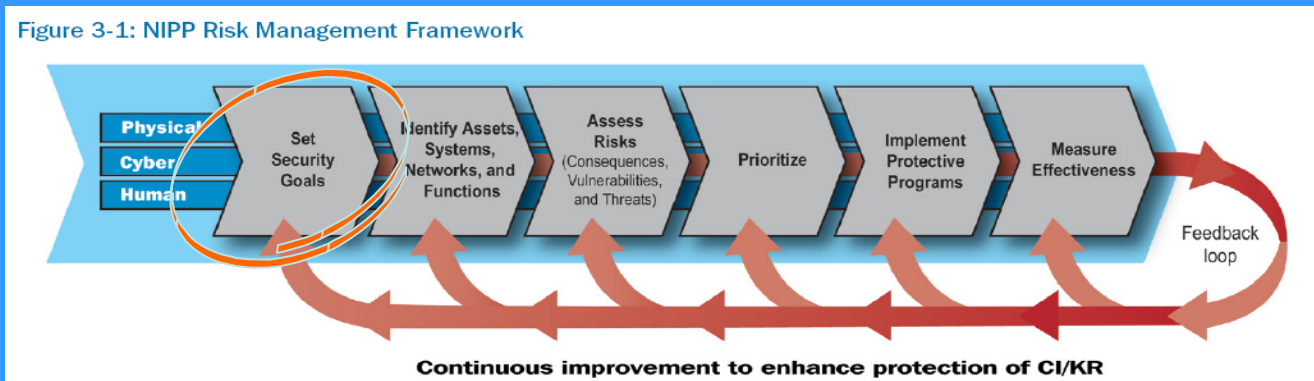 Figure 3-1: NIPP Risk Management Framework
Physical
Cyber
Human
Set
Security
Goals
Identify Assets,
Systems,
Networks, and
Functions
Assess
Risks
(Consequences,
Vulnerabilities,
and Threats)
Prioritize
Implement
Protective
Programs
Measure
Effectiveness
Feedback
loop
Continuous improvement to enhance protection of CI/KR